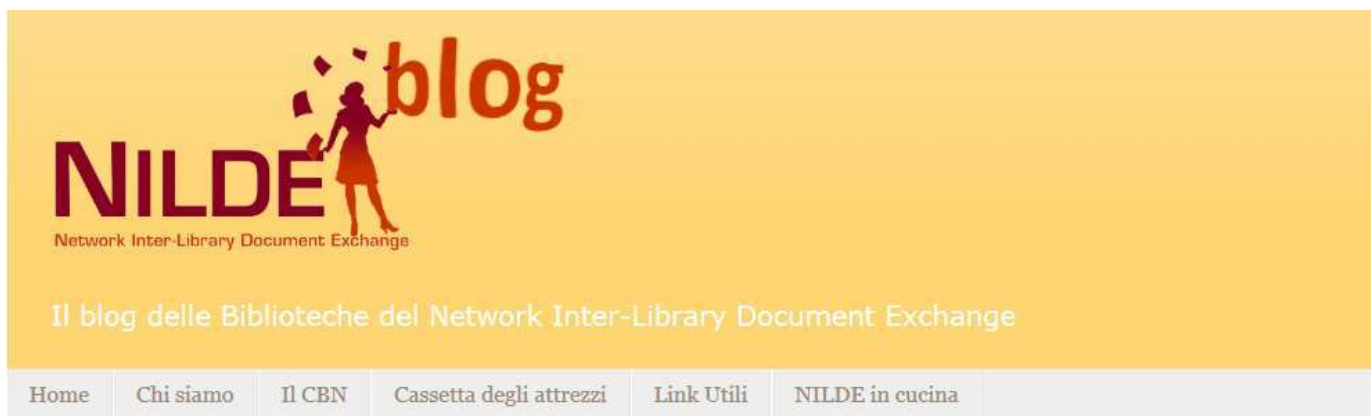 blog
NILDE
Network Inter-Library Document Exchange
Il blog delle Biblioteche del Network Inter-Library Document Exchange
Home Chi siamo Il CBN Cassetta degli attrezzi Link Utili NILDE in cucina